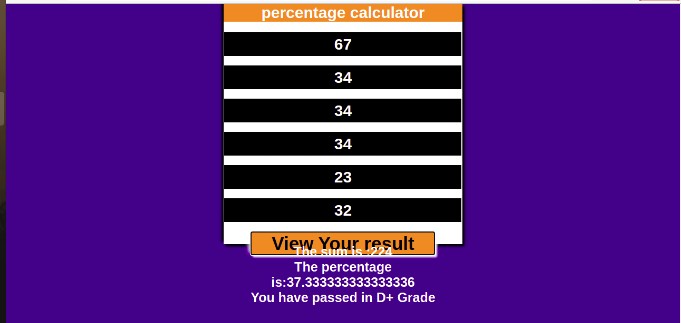 percentage calculator
67
34
34
34
23
32
View Your result
The sum is :224
The percentage
is:37.333333333333336
You have passed in D+ Grade